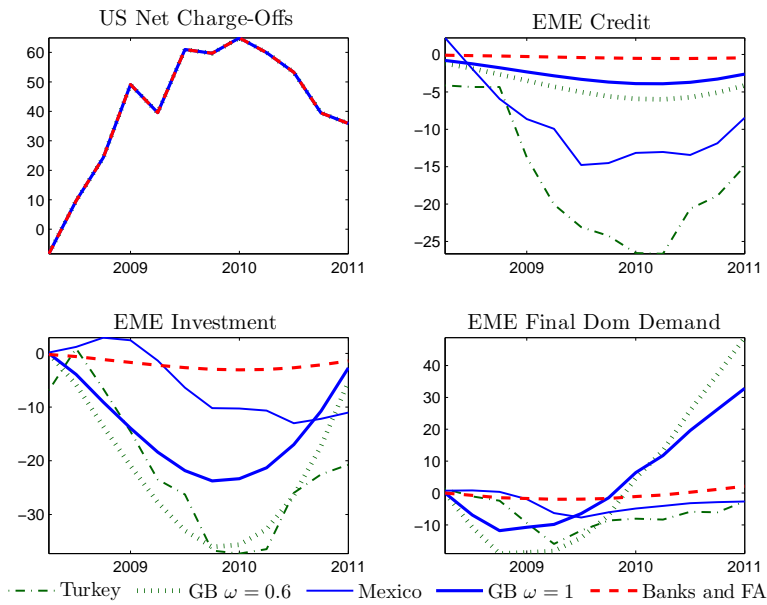 US Net Charge-Offs
60
50
40
30
20
10
0
2009 2010 2011
EME Credit
0
−5
−10
−15
−20
−25
2009 2010 2011
EME Investment
0
−10
−20
−30
2009 2010 2011
EME Final Dom Demand
40
30
20
10
0
−10
2009 2010 2011
Turkey GB ω = 0.6 Mexico GB ω = 1 Banks and FA